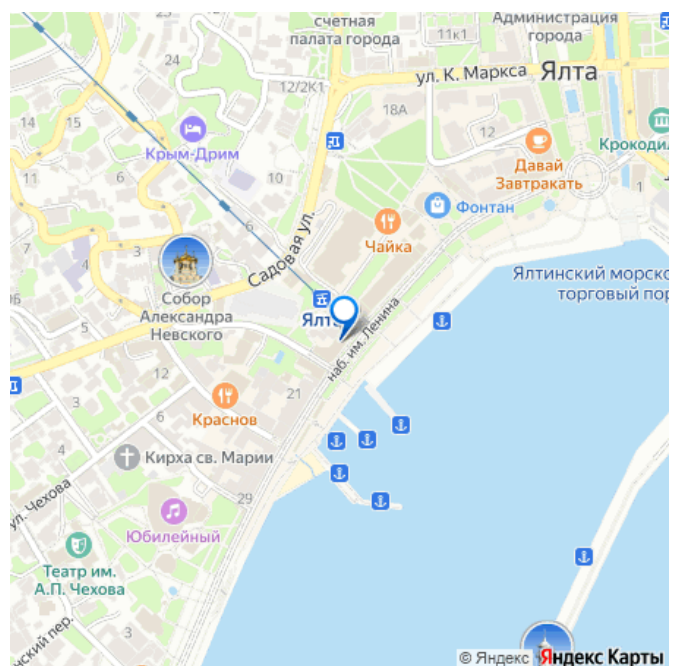 счетная
палата города
11к1
Администрация
города
12/2К1
ул. К. Маркса
Ялта
14
15
18А
12
Крокодил
Крым-Дрим
Давай
Завтракать
11
6
10
1
Фонтан
Чайка
Садовая ул.
Собор
Александра
Невского
Ялтинский морско
торговый пор
Ялта
наб. им. Ленина
4
21
Краснов
12
3
6
4
Кирха св. Марии
ул. Чехова
29
Юбилейный
Театр им.
А.П. Чехова
3
24
нский пер.
© Яндекс Яндекс Карты